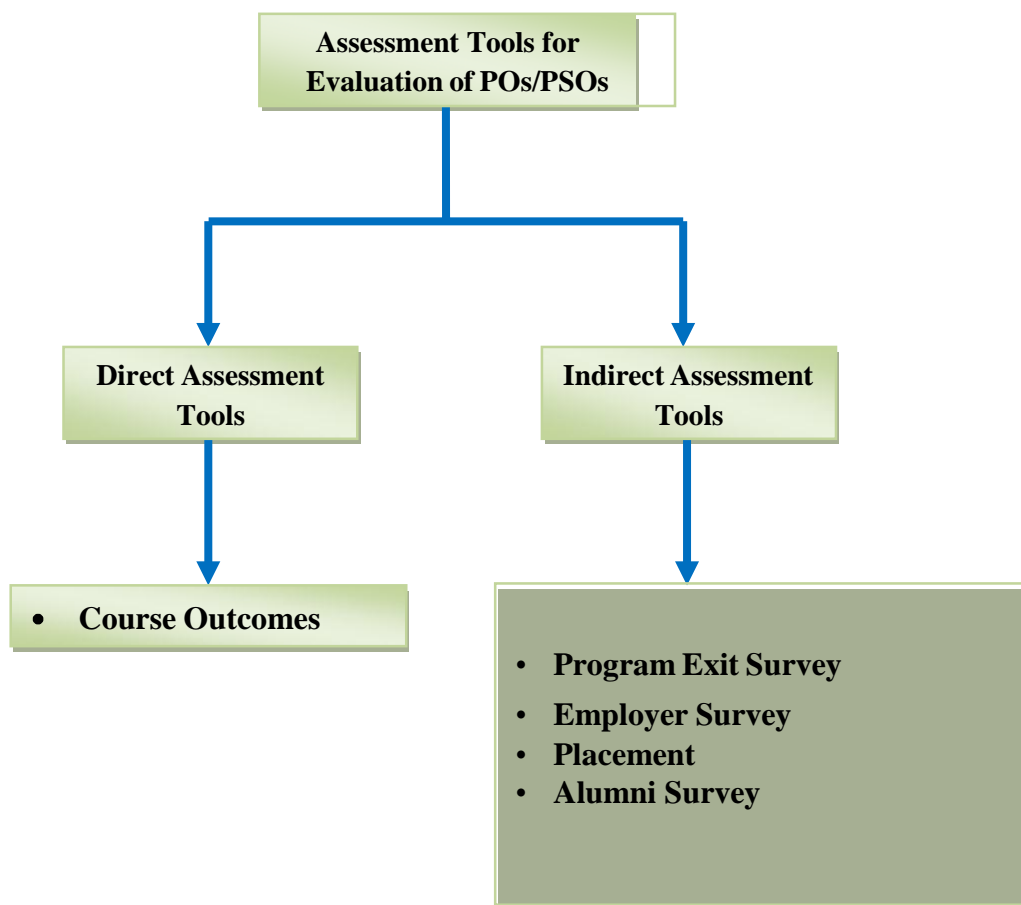 Assessment Tools for
Evaluation of POs/PSOs
Direct Assessment
Tools
Indirect Assessment
Tools
• Course Outcomes
• Program Exit Survey
• Employer Survey
• Placement
• Alumni Survey